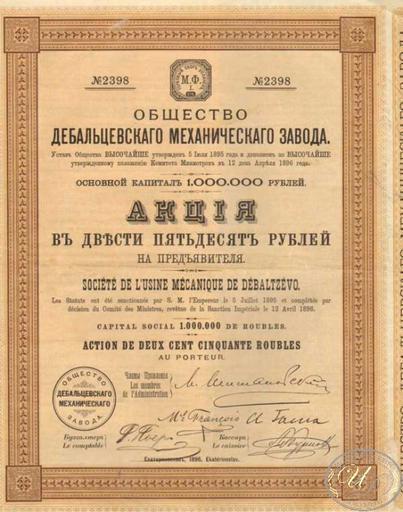 М.Ф.
№2398 №2398
ОБЩЕСТВО
ДЕБАЛЬЦЕВСКАГО МЕХАНИЧЕСКАГО ЗАВОДА.
Уставъ Общества ВЫСОЧАЙШЕ утвержденъ 5 Іюля 1895 года и дополненъ по ВЫСОЧАЙШЕ
утвержденному положенію Комитета Министровъ въ 12 день Апрѣля 1896 года.
ОСНОВНОЙ КАПИТАЛЪ 1.000.000 РУБЛЕЙ.
АКЦІЯ
ВЪ ДВѢСТИ ПЯТЬДЕСЯТЪ РУБЛЕЙ
НА ПРЕДЪЯВИТЕЛЯ.
SOCIÉTÉ DE L'USINE MÉCANIQUE DE DÉBALTZÉVO.
Les Statuts ont été sanctionnés par S. M. l'Empereur le 5 Juillet 1895 et complétés par
décision du Comité des Ministres, revêtue de la Sanction Impériale le 12 Avril 1896.
CAPITAL SOCIAL 1.000.000 DE ROUBLES.
ACTION DE DEUX CENT CINQUANTE ROUBLES
AU PORTEUR.
ОБЩЕСТВО
ДЕБАЛЬЦЕВСКАГО
МЕХАНИЧЕСКАГО
ЗАВОДА.
Члены Правленія
Les membres
de l'Administration
Бухгалтеръ
Le comptable
Кассиръ
Le caissier
Екатеринославъ, 1896, Ekatérinoslav.